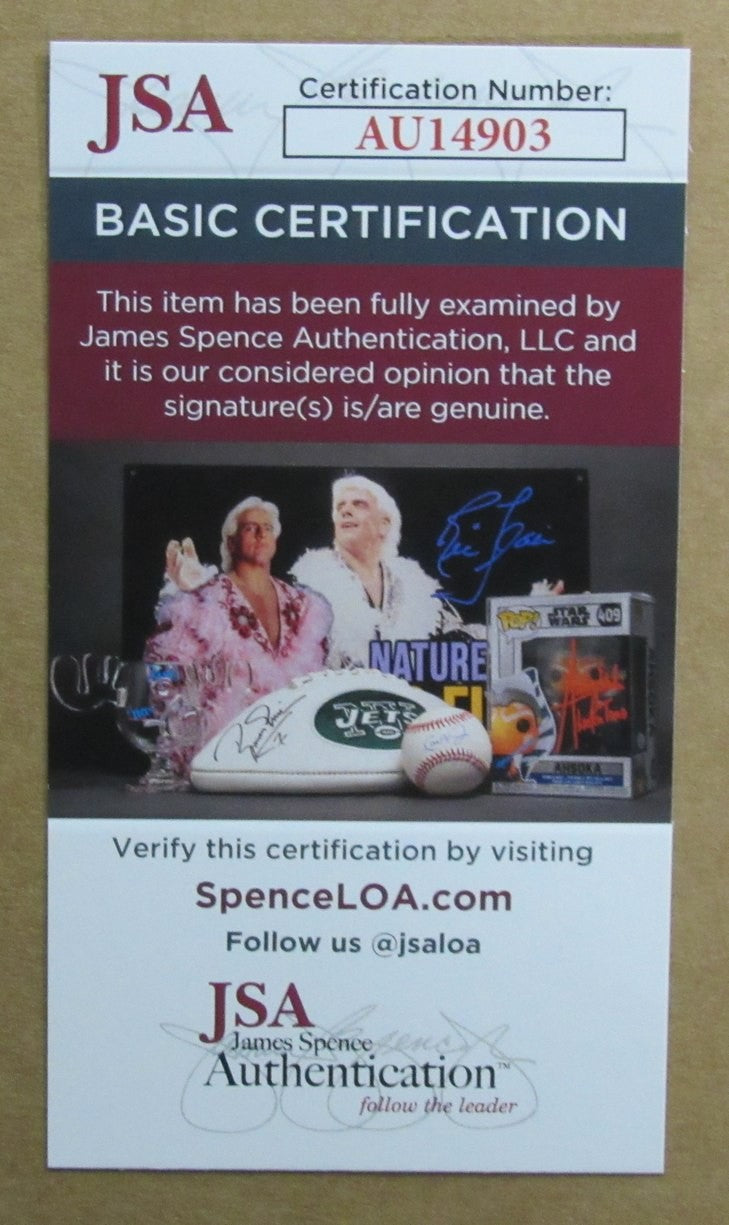 JSA
Certification Number:
AU14903
BASIC CERTIFICATION
This item has been fully examined by
James Spence Authentication, LLC and
it is our considered opinion that the
signature(s) is/are genuine.
POP!
STAR
WARS
409
NATURE
JETS
AHSOKA
Verify this certification by visiting
SpenceLOA.com
Follow us @jsaloa
JSA
James Spence
Authentication™
follow the leader